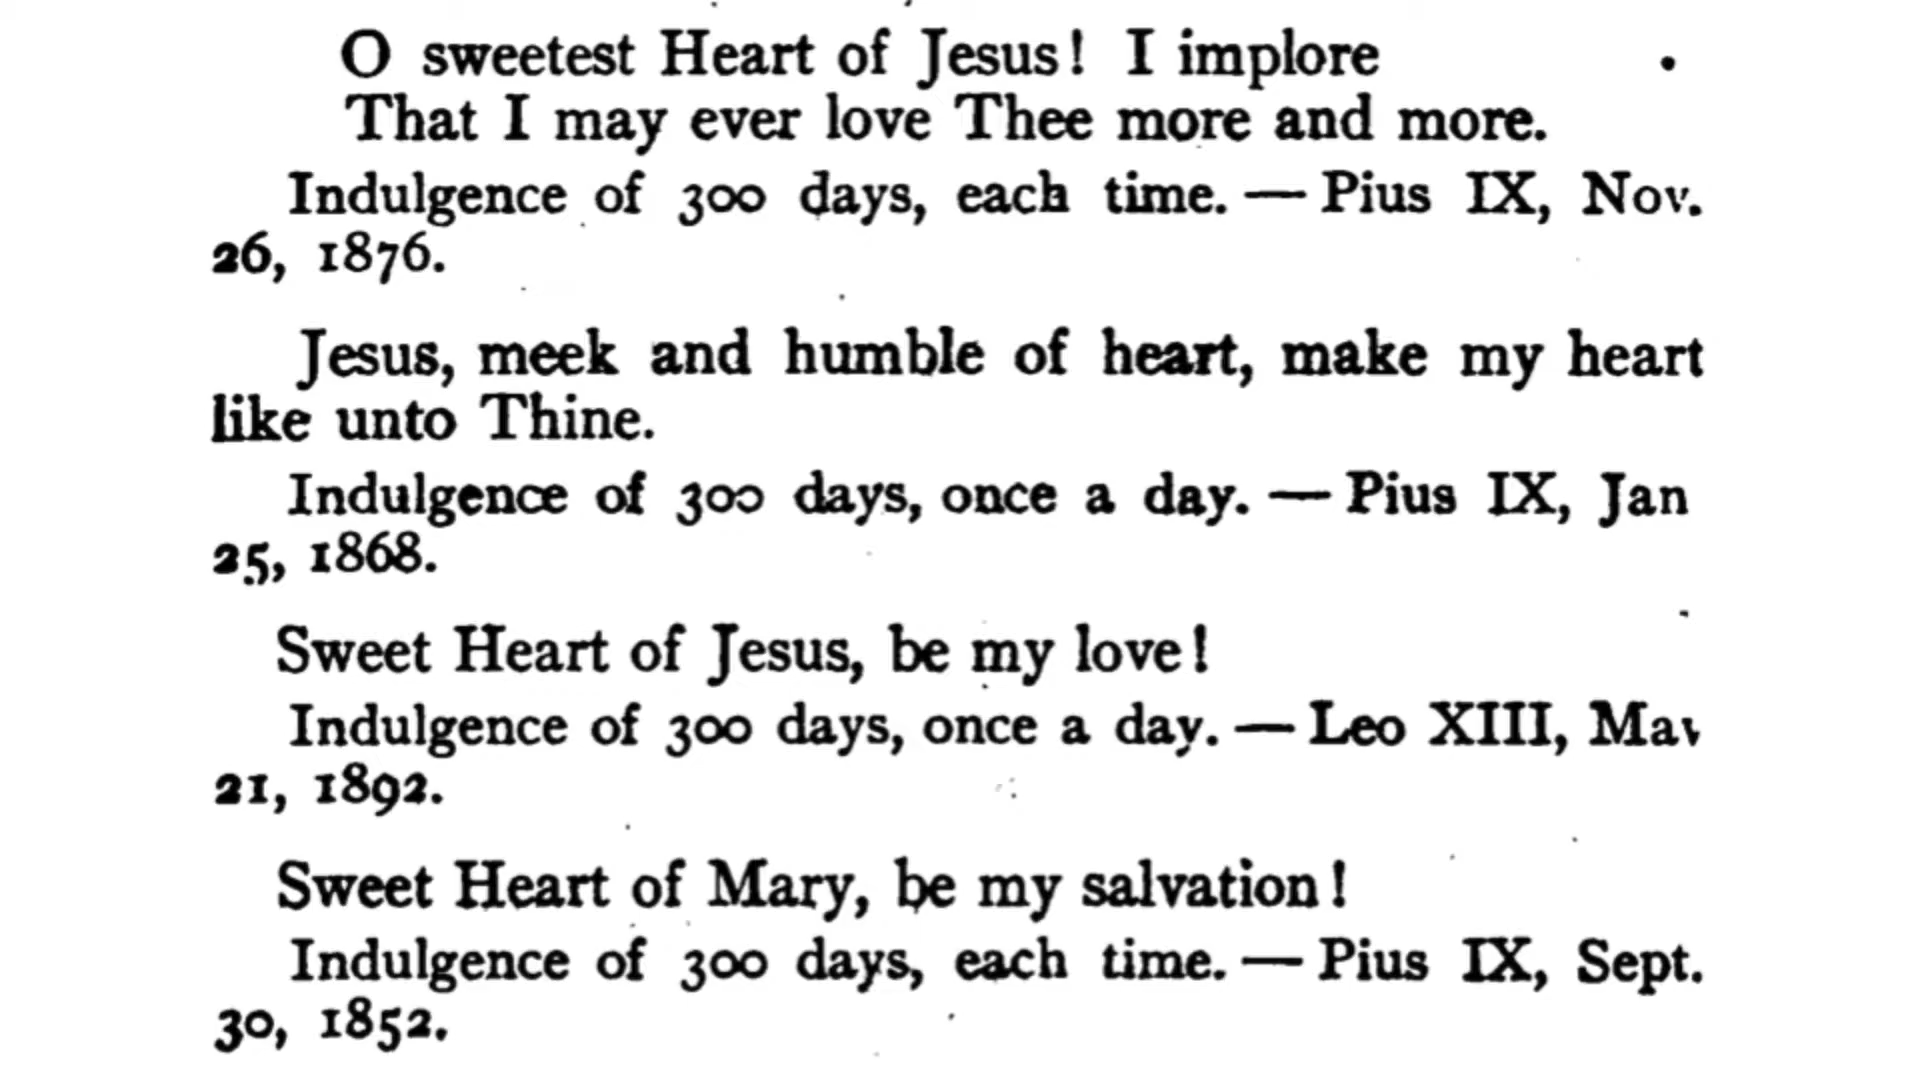 O sweetest Heart of Jesus! I implore
That I may ever love Thee more and more.
Indulgence of 300 days, each time. — Pius IX, Nov.
26, 1876.
Jesus, meek and humble of heart, make my heart
like unto Thine.
Indulgence of 300 days, once a day. — Pius IX, Jan
25, 1868.
Sweet Heart of Jesus, be my love!
Indulgence of 300 days, once a day. — Leo XIII, May
21, 1892.
Sweet Heart of Mary, be my salvation!
Indulgence of 300 days, each time. — Pius IX, Sept.
30, 1852.